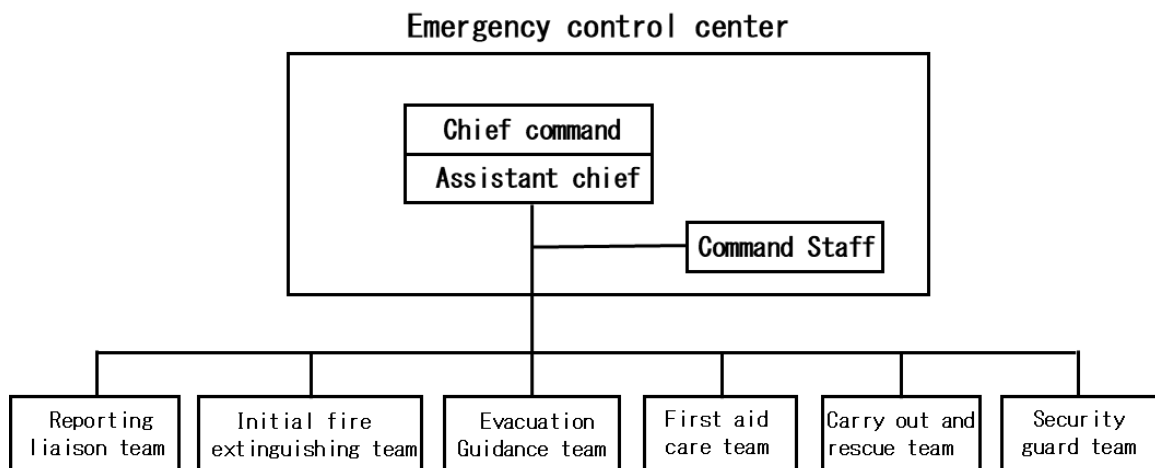 Emergency control center
Chief command
Assistant chief
Command Staff
Reporting
liaison team
Initial fire
extinguishing team
Evacuation
Guidance team
First aid
care team
Carry out and
rescue team
Security
guard team